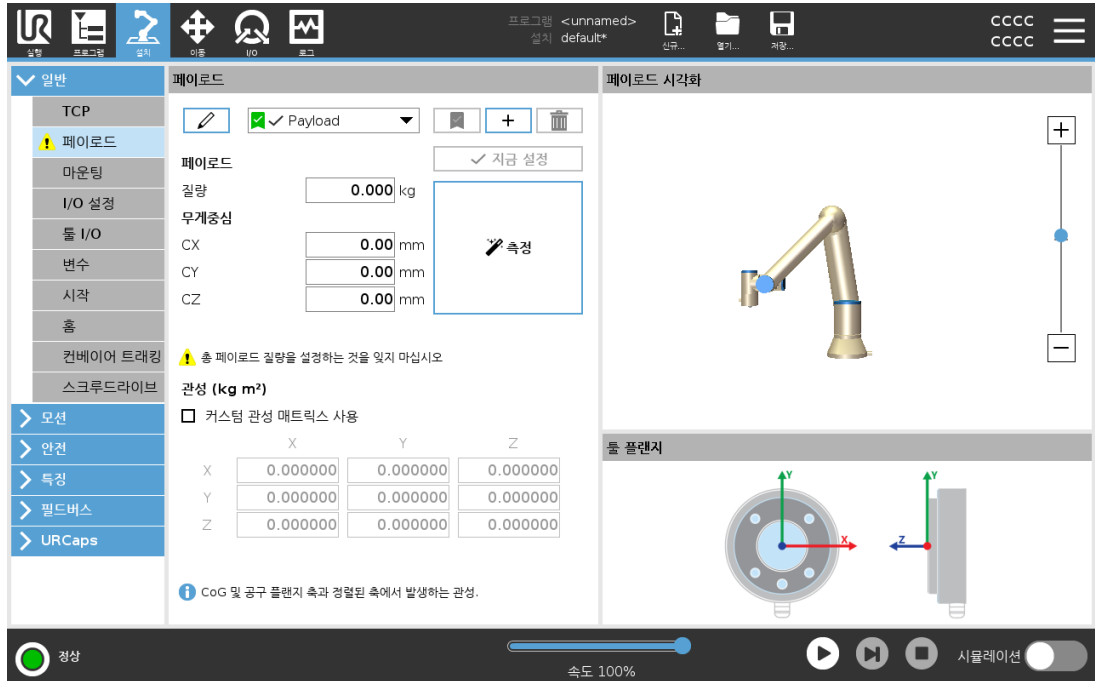 UR
실행
프로그램
설치
이동
I/O
로그
프로그램 <unnamed>
설치 default*
신규...
열기...
저장...
CCCC
CCCC
일반
TCP
페이로드
마운팅
I/O 설정
툴 I/O
변수
시작
홈
컨베이어 트래킹
스크루드라이브
모션
안전
특징
필드버스
URCaps
페이로드
Payload
페이로드
지금 설정
질량 0.000 kg
무게중심
CX 0.00 mm
CY 0.00 mm
CZ 0.00 mm
측정
총 페이로드 질량을 설정하는 것을 잊지 마십시오
관성 (kg m²)
커스텀 관성 매트릭스 사용
X Y Z
X 0.000000 0.000000 0.000000
Y 0.000000 0.000000 0.000000
Z 0.000000 0.000000 0.000000
CoG 및 공구 플랜지 축과 정렬된 축에서 발생하는 관성.
페이로드 시각화
툴 플랜지
Y
X
Y
Z
정상
속도 100%
시뮬레이션